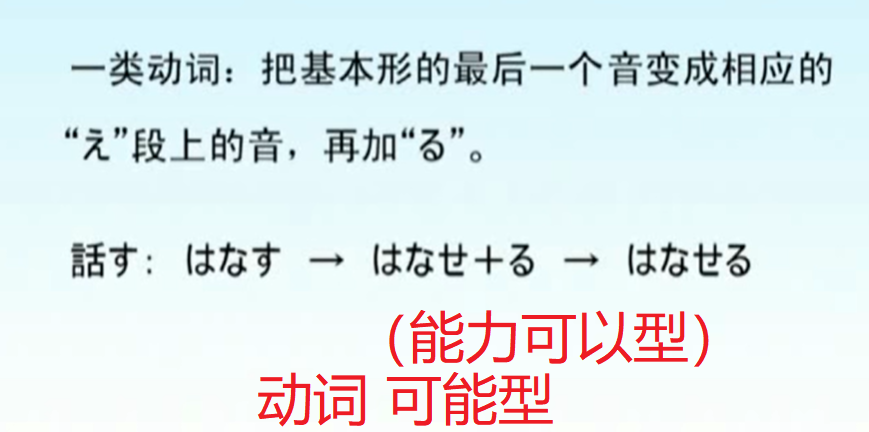 一类动词：把基本形的最后一个音变成相应的
“え”段上的音，再加“る”。
話す： はなす → はなせ＋る → はなせる
（能力可以型）
动词 可能型